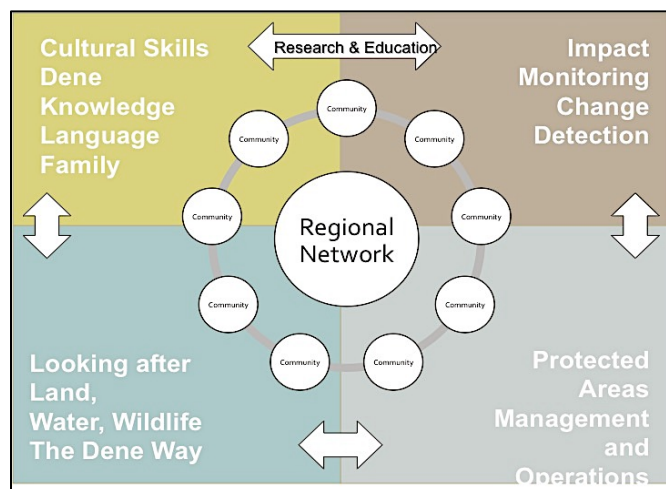 Cultural Skills
Dene
Knowledge
Language
Family
Research & Education
Impact
Monitoring
Change
Detection
Community
Community
Community
Community
Community
Regional
Network
Community
Community
Community
Community
Looking after
Land,
Water, Wildlife
The Dene Way
Protected
Areas
Management
and
Operations